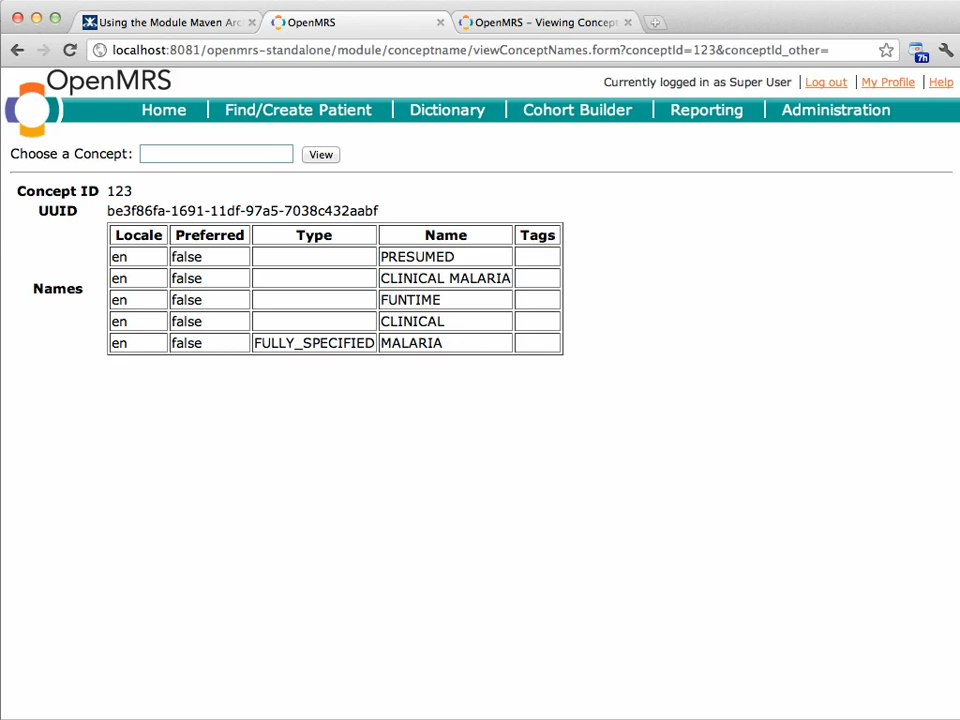 Using the Module Maven Arc
OpenMRS
OpenMRS – Viewing Concept
localhost:8081/openmrs-standalone/module/conceptname/viewConceptNames.form?conceptId=123&conceptId_other=
7h
OpenMRS
Currently logged in as Super User Log out My Profile Help
Home Find/Create Patient Dictionary Cohort Builder Reporting Administration
Choose a Concept: View
Concept ID 123
UUID be3f86fa-1691-11df-97a5-7038c432aabf
Names
Locale Preferred Type Name Tags
en false PRESUMED
en false CLINICAL MALARIA
en false FUNTIME
en false CLINICAL
en false FULLY_SPECIFIED MALARIA